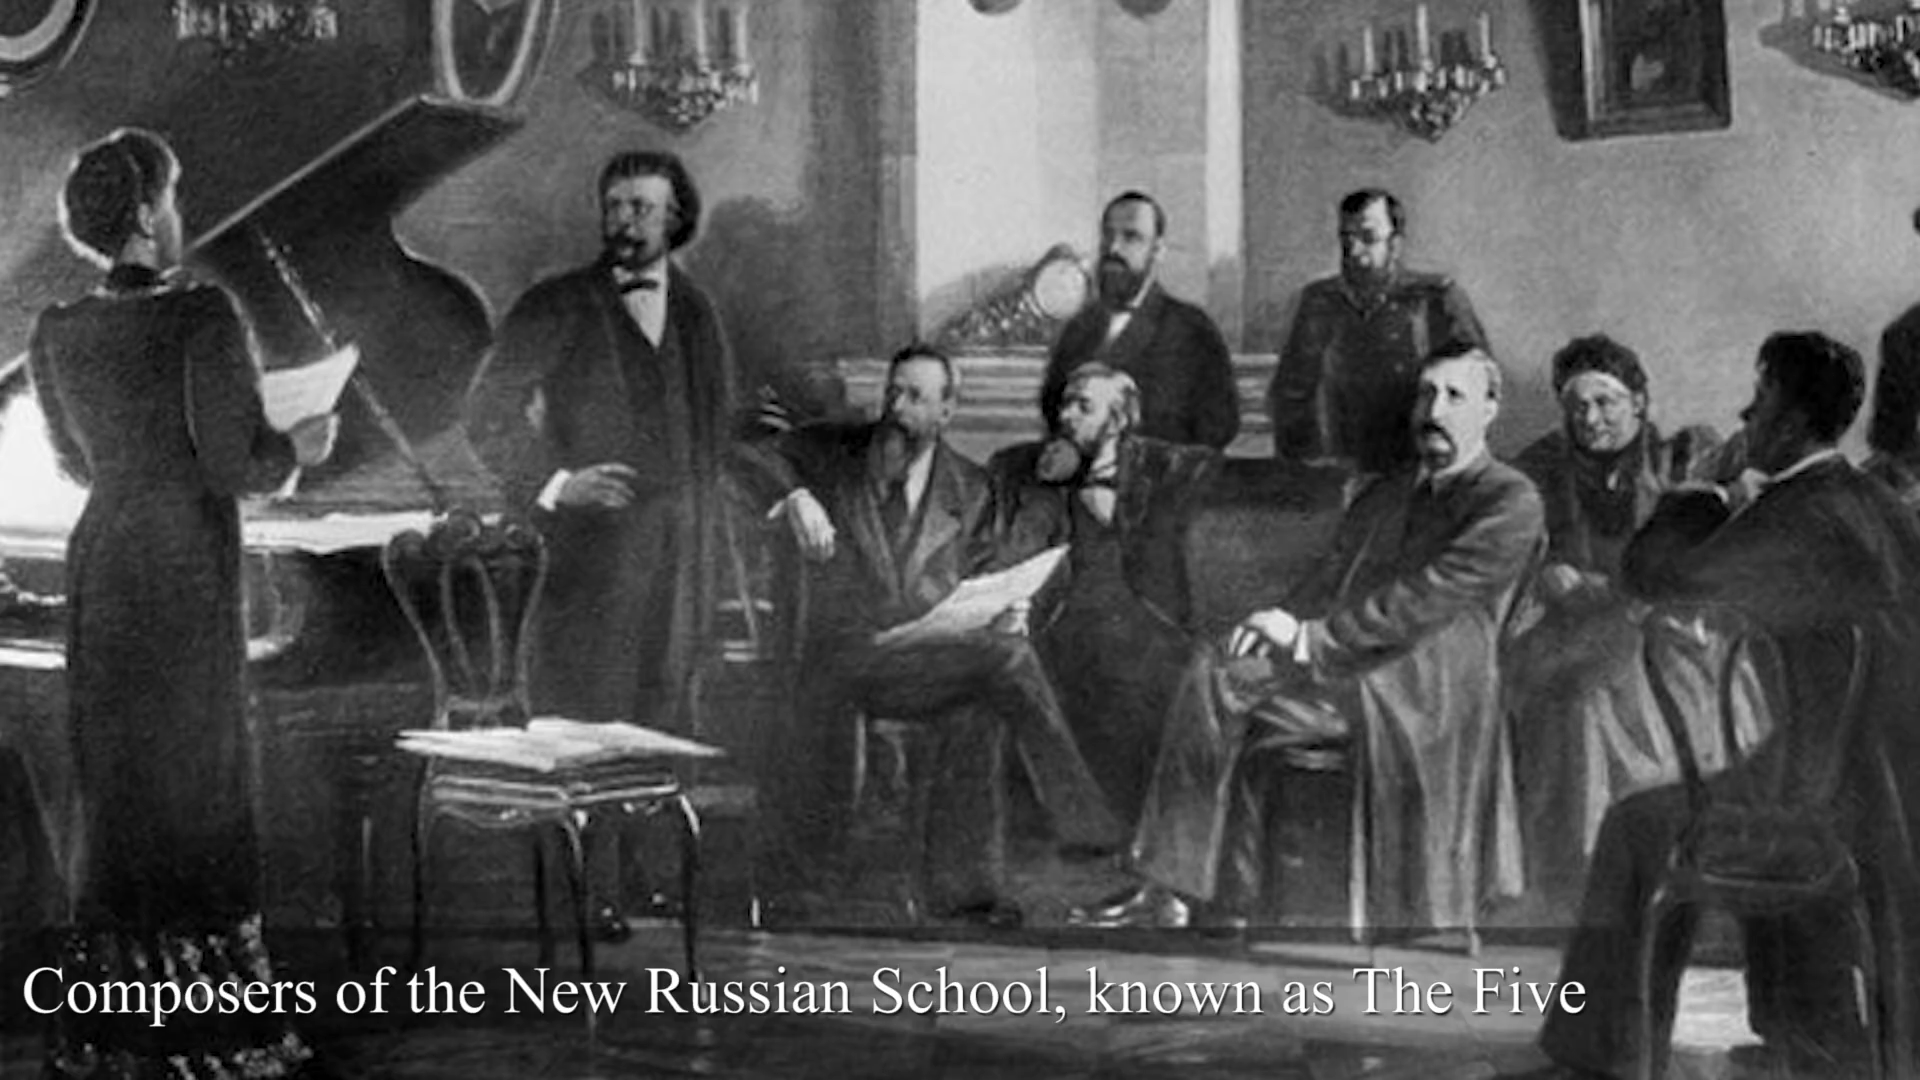 Composers of the New Russian School, known as The Five